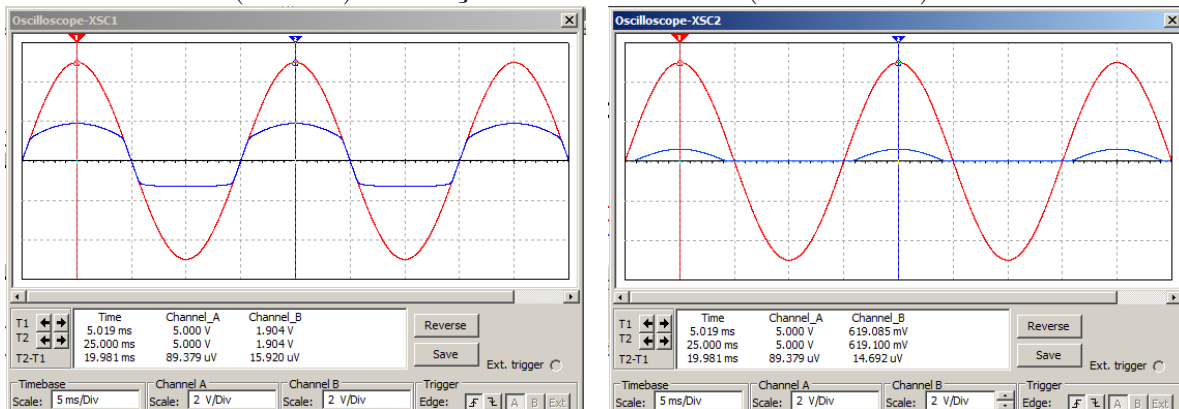 Oscilloscope-XSC1
1
2
T1
T2
T2-T1
Time Channel_A Channel_B
5.019 ms 5.000 V 1.904 V
25.000 ms 5.000 V 1.904 V
19.981 ms 89.379 uV 15.920 uV
Reverse
Save
Ext. trigger
Timebase
Scale: 5 ms/Div
Channel A
Scale: 2 V/Div
Channel B
Scale: 2 V/Div
Trigger
Edge: A B Ext
Oscilloscope-XSC2
1
2
T1
T2
T2-T1
Time Channel_A Channel_B
5.019 ms 5.000 V 619.085 mV
25.000 ms 5.000 V 619.100 mV
19.981 ms 89.379 uV 14.692 uV
Reverse
Save
Ext. trigger
Timebase
Scale: 5 ms/Div
Channel A
Scale: 2 V/Div
Channel B
Scale: 2 V/Div
Trigger
Edge: A B Ext